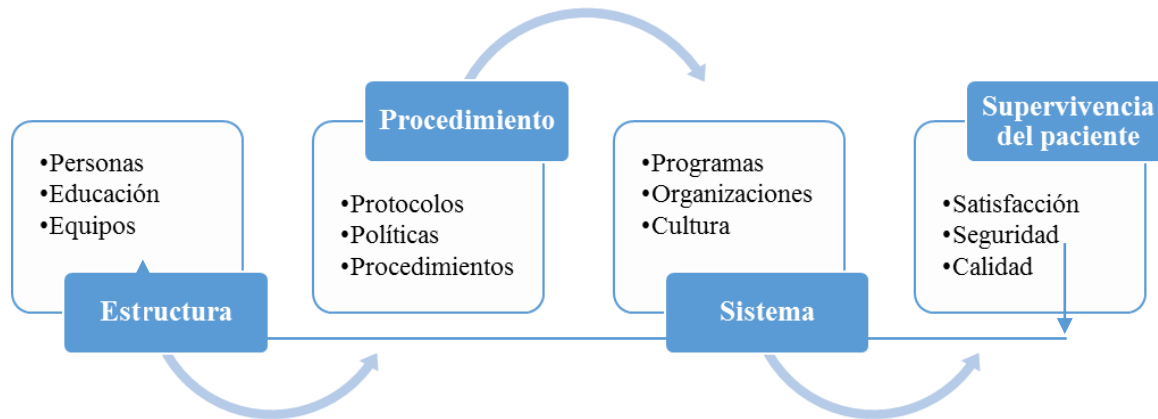 •Personas
•Educación
•Equipos
Estructura
Procedimiento
•Protocolos
•Políticas
•Procedimientos
•Programas
•Organizaciones
•Cultura
Sistema
Supervivencia
del paciente
•Satisfacción
•Seguridad
•Calidad